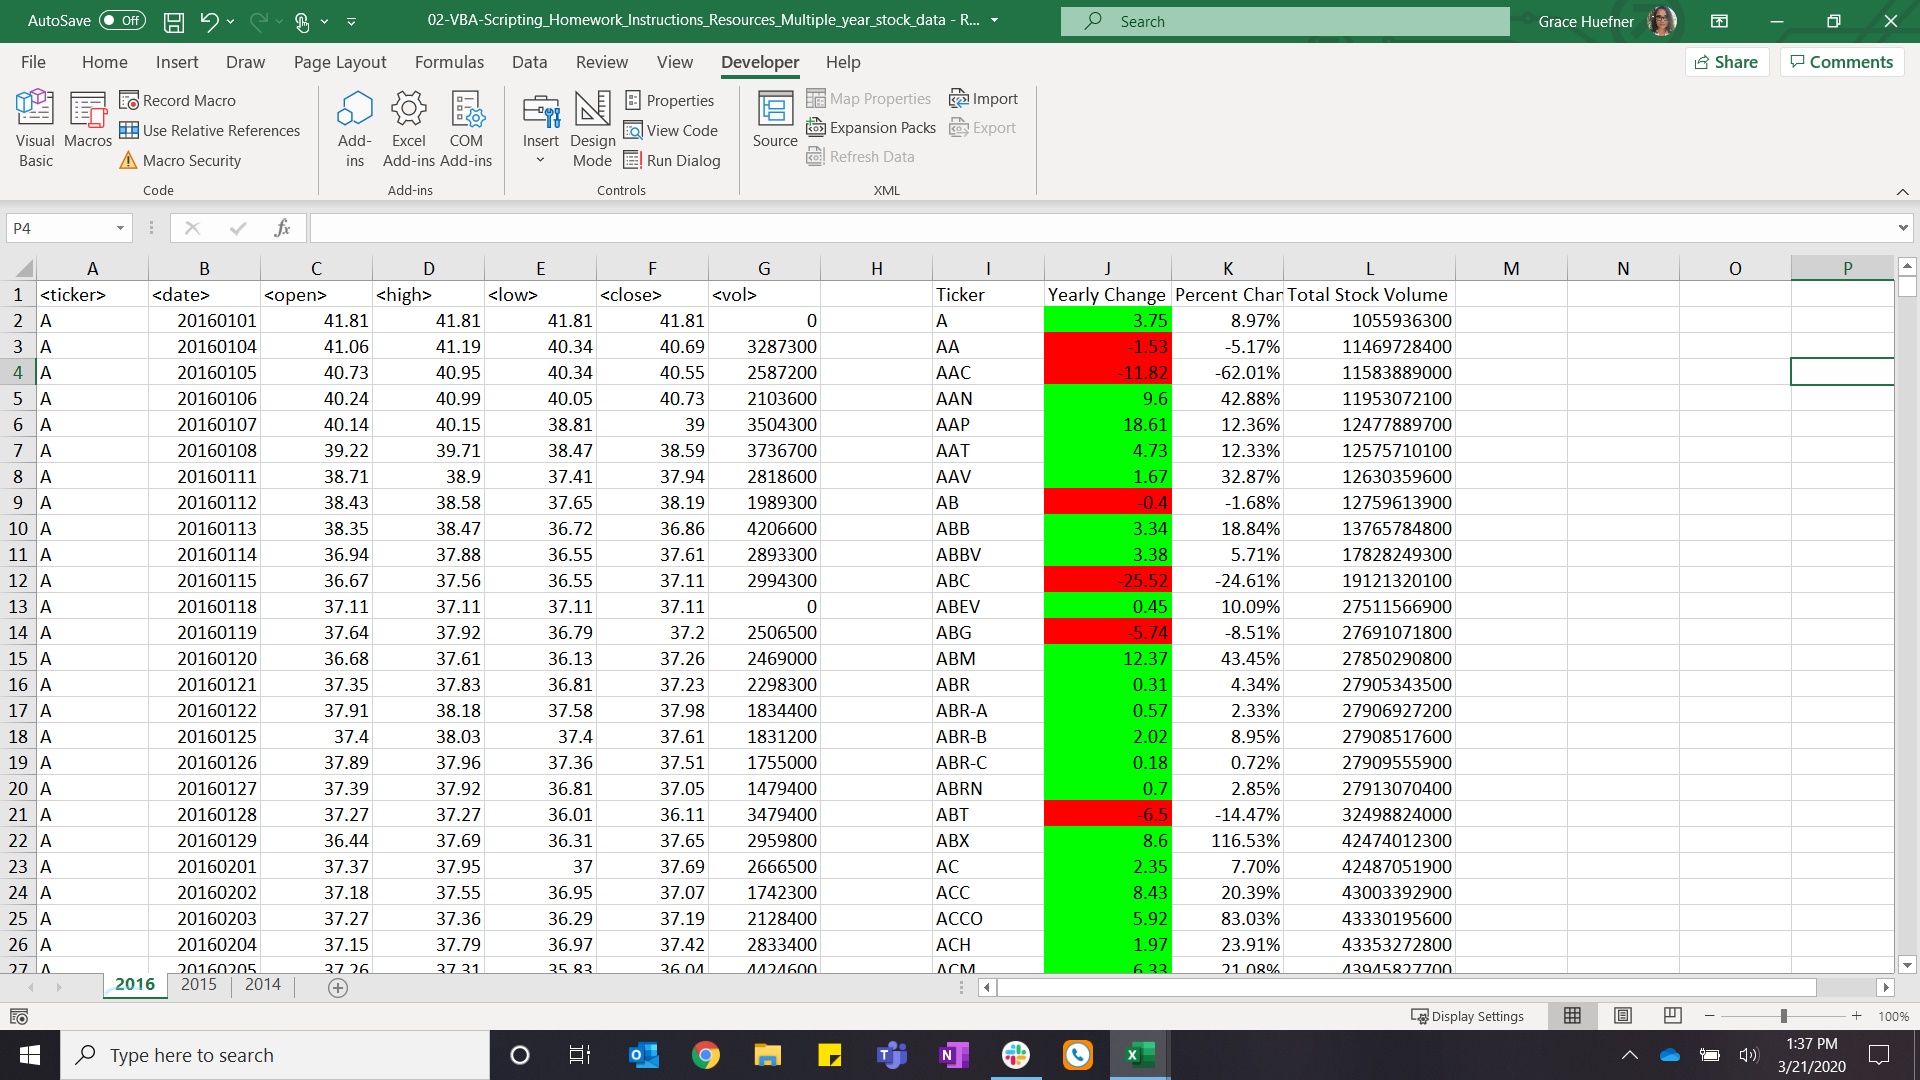 AutoSave Off 02-VBA-Scripting_Homework_Instructions_Resources_Multiple_year_stock_data - R... Search Grace Huefner
File Home Insert Draw Page Layout Formulas Data Review View Developer Help Share Comments
Visual Basic
Macros
Record Macro
Use Relative References
Macro Security
Code
Add-ins
Excel Add-ins
COM Add-ins
Add-ins
Insert
Design Mode
Properties
View Code
Run Dialog
Controls
Source
Map Properties
Expansion Packs
Refresh Data
Import
Export
XML
P4 fx
A B C D E F G H I J K L M N O P
1 <ticker> <date> <open> <high> <low> <close> <vol> Ticker Yearly Change Percent Chan Total Stock Volume
2 A 20160101 41.81 41.81 41.81 41.81 0 A 3.75 8.97% 1055936300
3 A 20160104 41.06 41.19 40.34 40.69 3287300 AA -1.53 -5.17% 11469728400
4 A 20160105 40.73 40.95 40.34 40.55 2587200 AAC -11.82 -62.01% 11583889000
5 A 20160106 40.24 40.99 40.05 40.73 2103600 AAN 9.6 42.88% 11953072100
6 A 20160107 40.14 40.15 38.81 39 3504300 AAP 18.61 12.36% 12477889700
7 A 20160108 39.22 39.71 38.47 38.59 3736700 AAT 4.73 12.33% 12575710100
8 A 20160111 38.71 38.9 37.41 37.94 2818600 AAV 1.67 32.87% 12630359600
9 A 20160112 38.43 38.58 37.65 38.19 1989300 AB -0.4 -1.68% 12759613900
10 A 20160113 38.35 38.47 36.72 36.86 4206600 ABB 3.34 18.84% 13765784800
11 A 20160114 36.94 37.88 36.55 37.61 2893300 ABBV 3.38 5.71% 17828249300
12 A 20160115 36.67 37.56 36.55 37.11 2994300 ABC -25.52 -24.61% 19121320100
13 A 20160118 37.11 37.11 37.11 37.11 0 ABEV 0.45 10.09% 27511566900
14 A 20160119 37.64 37.92 36.79 37.2 2506500 ABG -5.74 -8.51% 27691071800
15 A 20160120 36.68 37.61 36.13 37.26 2469000 ABM 12.37 43.45% 27850290800
16 A 20160121 37.35 37.83 36.81 37.23 2298300 ABR 0.31 4.34% 27905343500
17 A 20160122 37.91 38.18 37.58 37.98 1834400 ABR-A 0.57 2.33% 27906927200
18 A 20160125 37.4 38.03 37.4 37.61 1831200 ABR-B 2.02 8.95% 27908517600
19 A 20160126 37.89 37.96 37.36 37.51 1755000 ABR-C 0.18 0.72% 27909555900
20 A 20160127 37.39 37.92 36.81 37.05 1479400 ABRN 0.7 2.85% 27913070400
21 A 20160128 37.27 37.27 36.01 36.11 3479400 ABT -6.5 -14.47% 32498824000
22 A 20160129 36.44 37.69 36.31 37.65 2959800 ABX 8.6 116.53% 42474012300
23 A 20160201 37.37 37.95 37 37.69 2666500 AC 2.35 7.70% 42487051900
24 A 20160202 37.18 37.55 36.95 37.07 1742300 ACC 8.43 20.39% 43003392900
25 A 20160203 37.27 37.36 36.29 37.19 2128400 ACCO 5.92 83.03% 43330195600
26 A 20160204 37.15 37.79 36.97 37.42 2833400 ACH 1.97 23.91% 43353272800
27 A 20160205 37.26 37.31 35.83 36.04 4424600 ACM 6.33 21.08% 43945827700
2016 2015 2014
Display Settings 100%
Type here to search
1:37 PM
3/21/2020